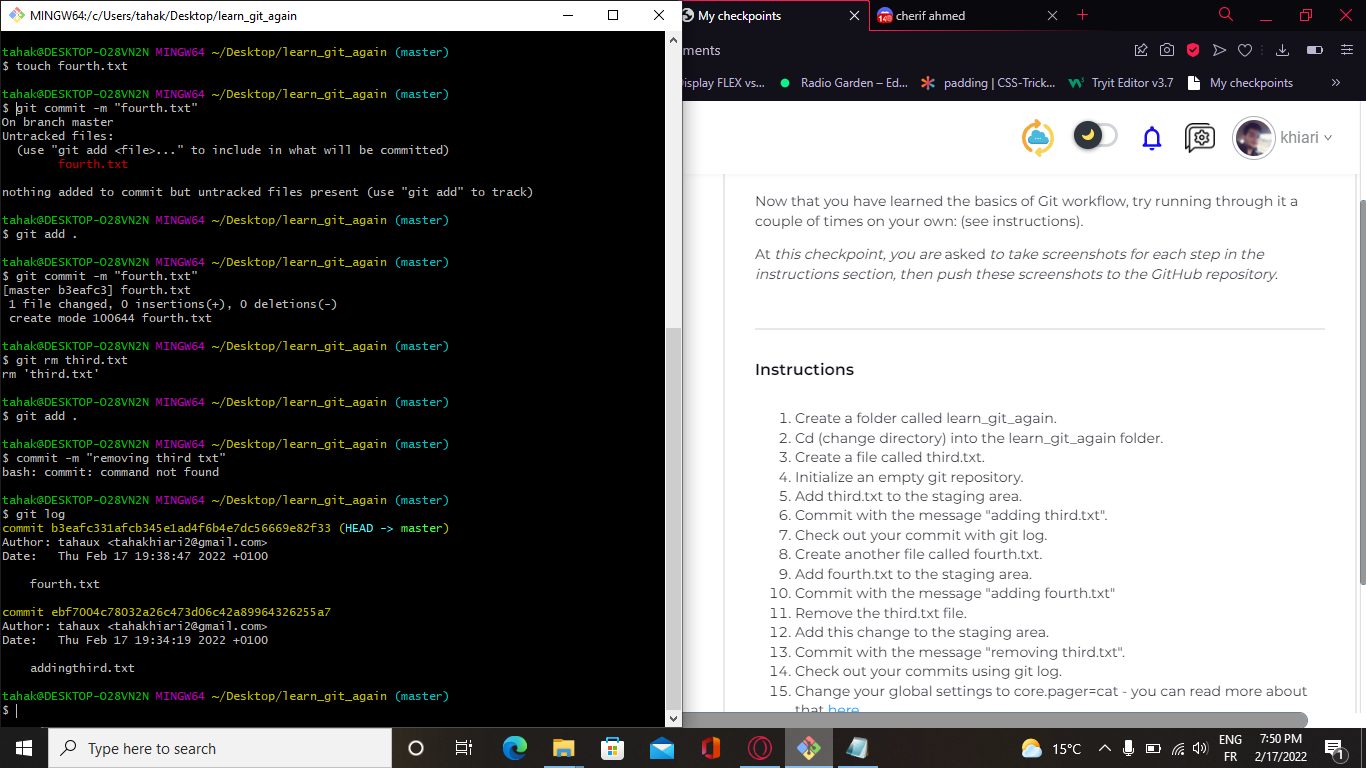 MINGW64:/c/Users/tahak/Desktop/learn_git_again
tahak@DESKTOP-O28VN2N MINGW64 ~/Desktop/learn_git_again (master)
$ touch fourth.txt
tahak@DESKTOP-O28VN2N MINGW64 ~/Desktop/learn_git_again (master)
$ git commit -m "fourth.txt"
On branch master
Untracked files:
(use "git add <file>..." to include in what will be committed)
fourth.txt
nothing added to commit but untracked files present (use "git add" to track)
tahak@DESKTOP-O28VN2N MINGW64 ~/Desktop/learn_git_again (master)
$ git add .
tahak@DESKTOP-O28VN2N MINGW64 ~/Desktop/learn_git_again (master)
$ git commit -m "fourth.txt"
[master b3eafc3] fourth.txt
1 file changed, 0 insertions(+), 0 deletions(-)
create mode 100644 fourth.txt
tahak@DESKTOP-O28VN2N MINGW64 ~/Desktop/learn_git_again (master)
$ git rm third.txt
rm 'third.txt'
tahak@DESKTOP-O28VN2N MINGW64 ~/Desktop/learn_git_again (master)
$ git add .
tahak@DESKTOP-O28VN2N MINGW64 ~/Desktop/learn_git_again (master)
$ commit -m "removing third txt"
bash: commit: command not found
tahak@DESKTOP-O28VN2N MINGW64 ~/Desktop/learn_git_again (master)
$ git log
commit b3eafc331afcb345e1ad4f6b4e7dc56669e82f33 (HEAD -> master)
Author: tahaux <tahakhiari2@gmail.com>
Date: Thu Feb 17 19:38:47 2022 +0100
fourth.txt
commit ebf7004c78032a26c473d06c42a89964326255a7
Author: tahaux <tahakhiari2@gmail.com>
Date: Thu Feb 17 19:34:19 2022 +0100
addingthird.txt
tahak@DESKTOP-O28VN2N MINGW64 ~/Desktop/learn_git_again (master)
$
My checkpoints
cherif ahmed
ments
isplay FLEX vs...
Radio Garden – Ed...
padding | CSS-Trick...
Tryit Editor v3.7
My checkpoints
khiari
Now that you have learned the basics of Git workflow, try running through it a
couple of times on your own: (see instructions).
At this checkpoint, you are asked to take screenshots for each step in the
instructions section, then push these screenshots to the GitHub repository.
Instructions
1. Create a folder called learn_git_again.
2. Cd (change directory) into the learn_git_again folder.
3. Create a file called third.txt.
4. Initialize an empty git repository.
5. Add third.txt to the staging area.
6. Commit with the message "adding third.txt".
7. Check out your commit with git log.
8. Create another file called fourth.txt.
9. Add fourth.txt to the staging area.
10. Commit with the message "adding fourth.txt"
11. Remove the third.txt file.
12. Add this change to the staging area.
13. Commit with the message "removing third.txt".
14. Check out your commits using git log.
15. Change your global settings to core.pager=cat - you can read more about
that here
Type here to search
15°C
ENG
FR
7:50 PM
2/17/2022
1